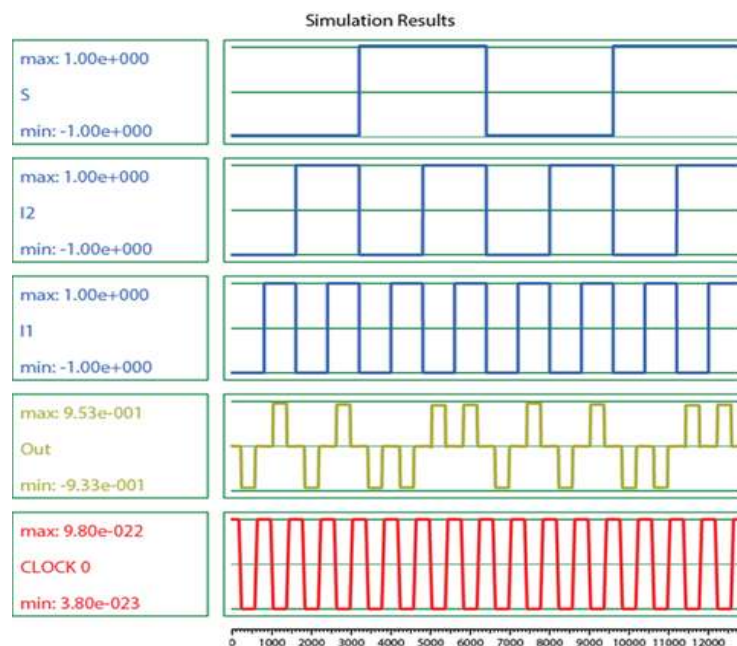 Simulation Results
max: 1.00e+000
S
min: -1.00e+000
max: 1.00e+000
I2
min: -1.00e+000
max: 1.00e+000
I1
min: -1.00e+000
max: 9.53e-001
Out
min: -9.33e-001
max: 9.80e-022
CLOCK 0
min: 3.80e-023
0 1000 2000 3000 4000 5000 6000 7000 8000 9000 10000 11000 12000